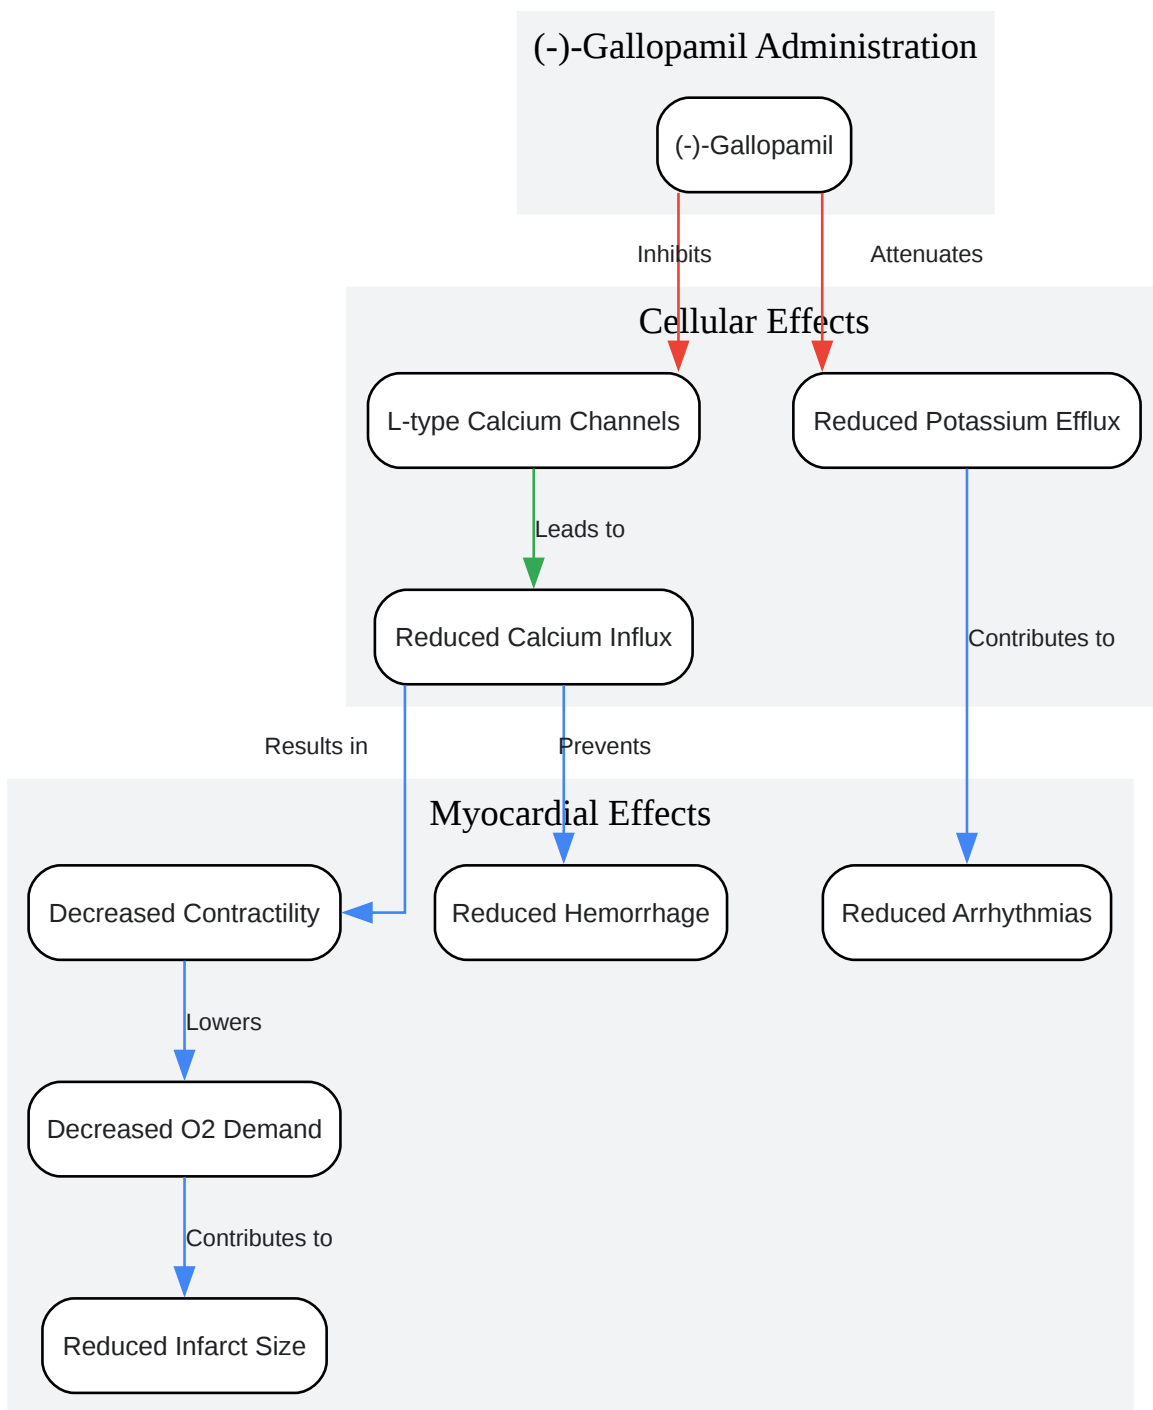 (-)-Gallopamil Administration
(-)-Gallopamil
Inhibits
Attenuates
Cellular Effects
L-type Calcium Channels
Reduced Potassium Efflux
Leads to
Reduced Calcium Influx
Contributes to
Results in
Prevents
Myocardial Effects
Decreased Contractility
Reduced Hemorrhage
Reduced Arrhythmias
Lowers
Decreased O2 Demand
Contributes to
Reduced Infarct Size